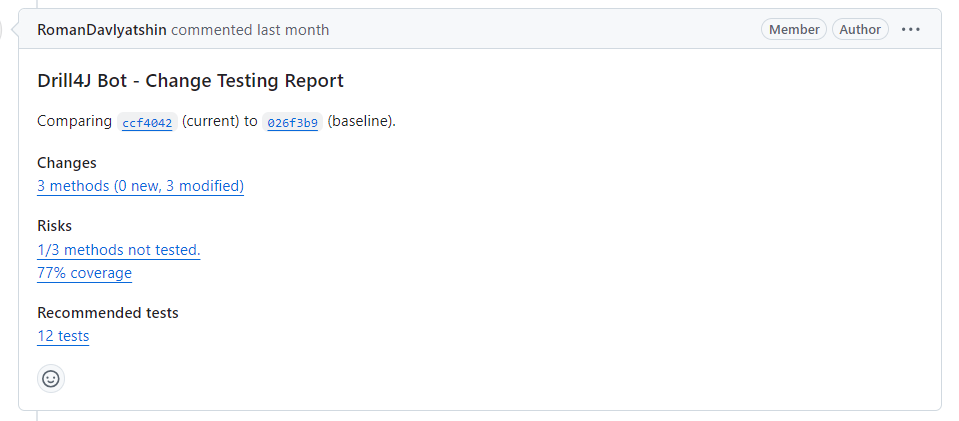 RomanDavlyatshin commented last month Member Author
Drill4J Bot - Change Testing Report
Comparing ccf4042 (current) to 026f3b9 (baseline).
Changes
3 methods (0 new, 3 modified)
Risks
1/3 methods not tested.
77% coverage
Recommended tests
12 tests